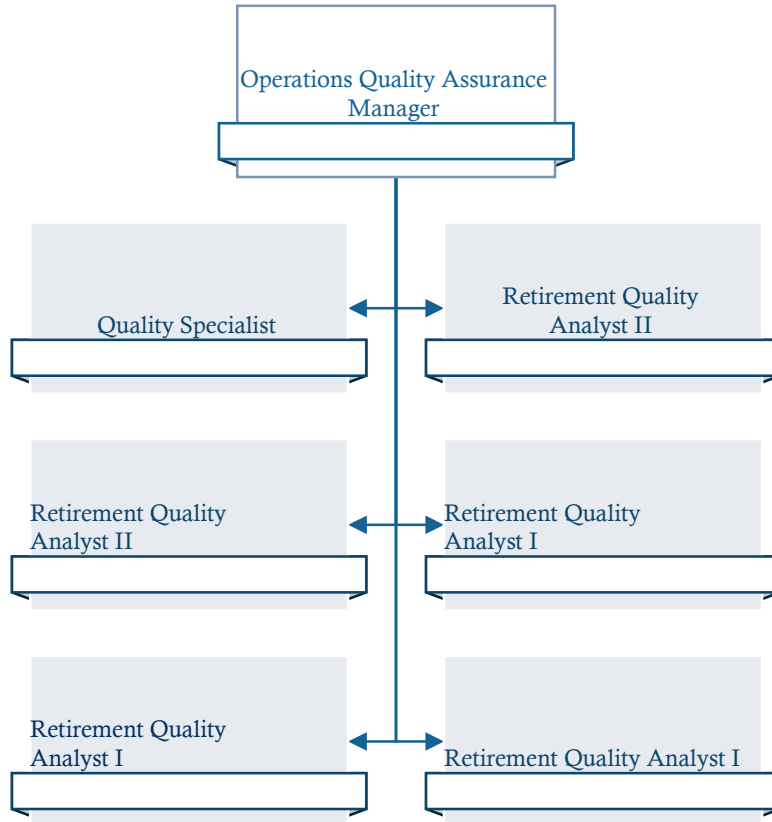 Operations Quality Assurance
Manager
Quality Specialist
Retirement Quality
Analyst II
Retirement Quality
Analyst II
Retirement Quality
Analyst I
Retirement Quality
Analyst I
Retirement Quality Analyst I